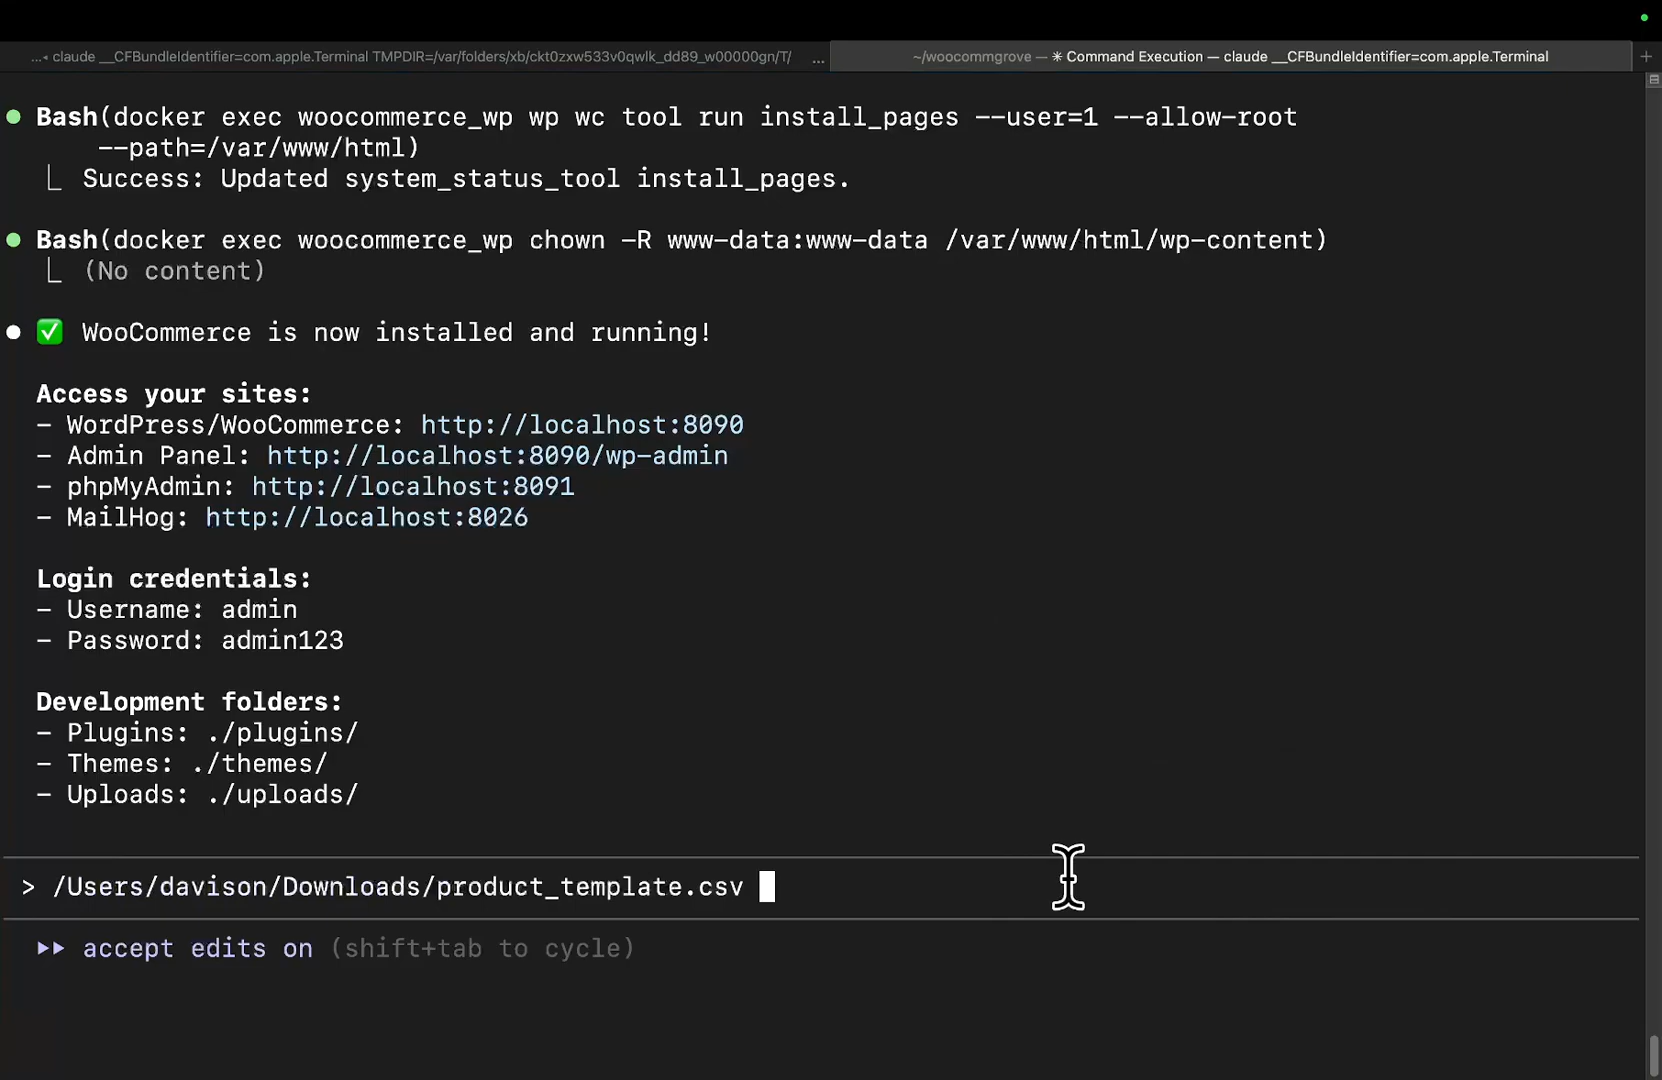 ...◂ claude __CFBundleIdentifier=com.apple.Terminal TMPDIR=/var/folders/xb/ckt0zxw533v0qwlk_dd89_w00000gn/T/ ...
~/woocommgrove — ✳ Command Execution — claude __CFBundleIdentifier=com.apple.Terminal +
● Bash(docker exec woocommerce_wp wp wc tool run install_pages --user=1 --allow-root
--path=/var/www/html)
⎿ Success: Updated system_status_tool install_pages.
● Bash(docker exec woocommerce_wp chown -R www-data:www-data /var/www/html/wp-content)
⎿ (No content)
● ✅ WooCommerce is now installed and running!
Access your sites:
- WordPress/WooCommerce: http://localhost:8090
- Admin Panel: http://localhost:8090/wp-admin
- phpMyAdmin: http://localhost:8091
- MailHog: http://localhost:8026
Login credentials:
- Username: admin
- Password: admin123
Development folders:
- Plugins: ./plugins/
- Themes: ./themes/
- Uploads: ./uploads/
> /Users/davison/Downloads/product_template.csv
▸▸ accept edits on (shift+tab to cycle)